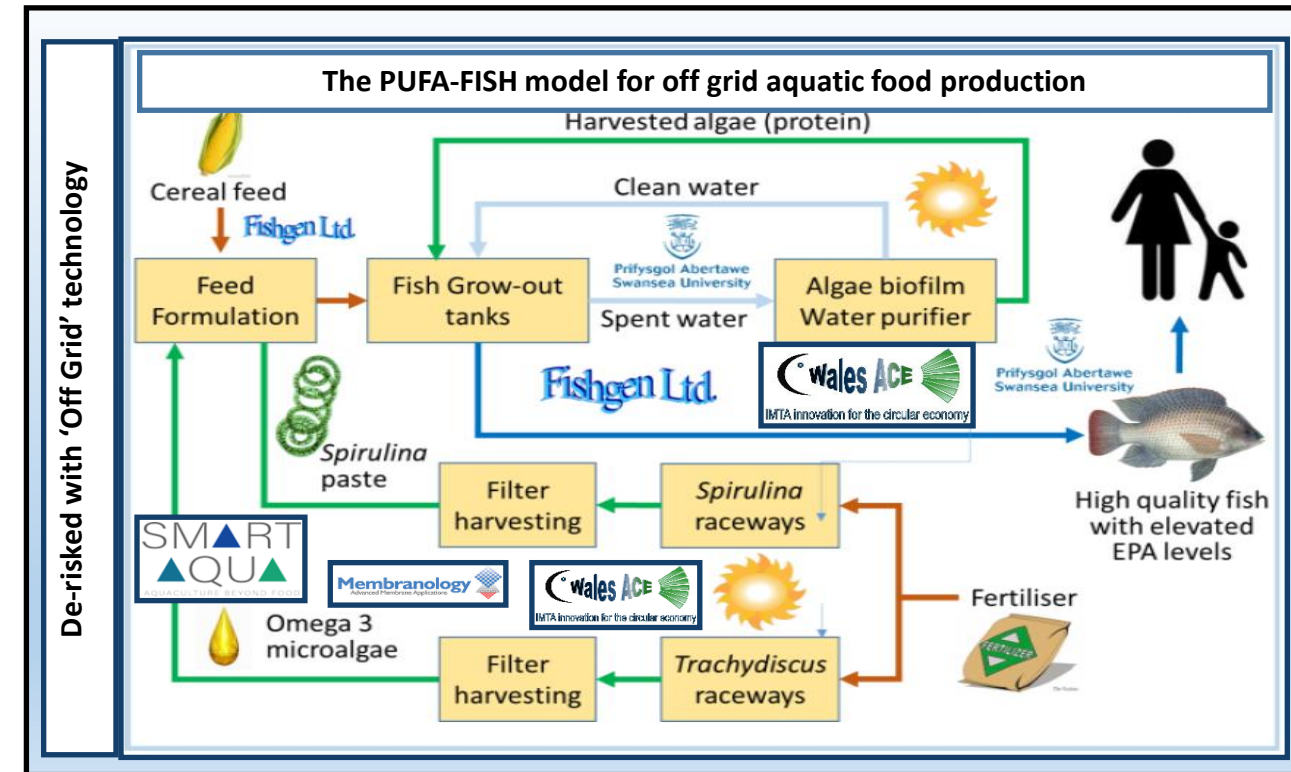 The PUFA-FISH model for off grid aquatic food production
De-risked with ‘Off Grid’ technology
Harvested algae (protein)
Cereal feed
Fishgen Ltd.
Clean water
Prifysgol Abertawe
Swansea University
Feed
Formulation
Fish Grow-out
tanks
Spent water
Algae biofilm
Water purifier
Fishgen Ltd.
Wales ACE
IMTA innovation for the circular economy
Prifysgol Abertawe
Swansea University
Spirulina
paste
Filter
harvesting
Spirulina
raceways
High quality fish
with elevated
EPA levels
SMART
AQUA
AQUACULTURE BEYOND FOOD
Membranology
Advanced Membrane Applications
Wales ACE
IMTA innovation for the circular economy
Fertiliser
FERTILIZER
Omega 3
microalgae
Filter
harvesting
Trachydiscus
raceways